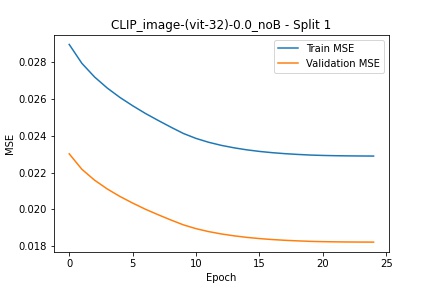 CLIP_image-(vit-32)-0.0_noB - Split 1
Train MSE
Validation MSE
MSE
0.028
0.026
0.024
0.022
0.020
0.018
0 5 10 15 20 25
Epoch